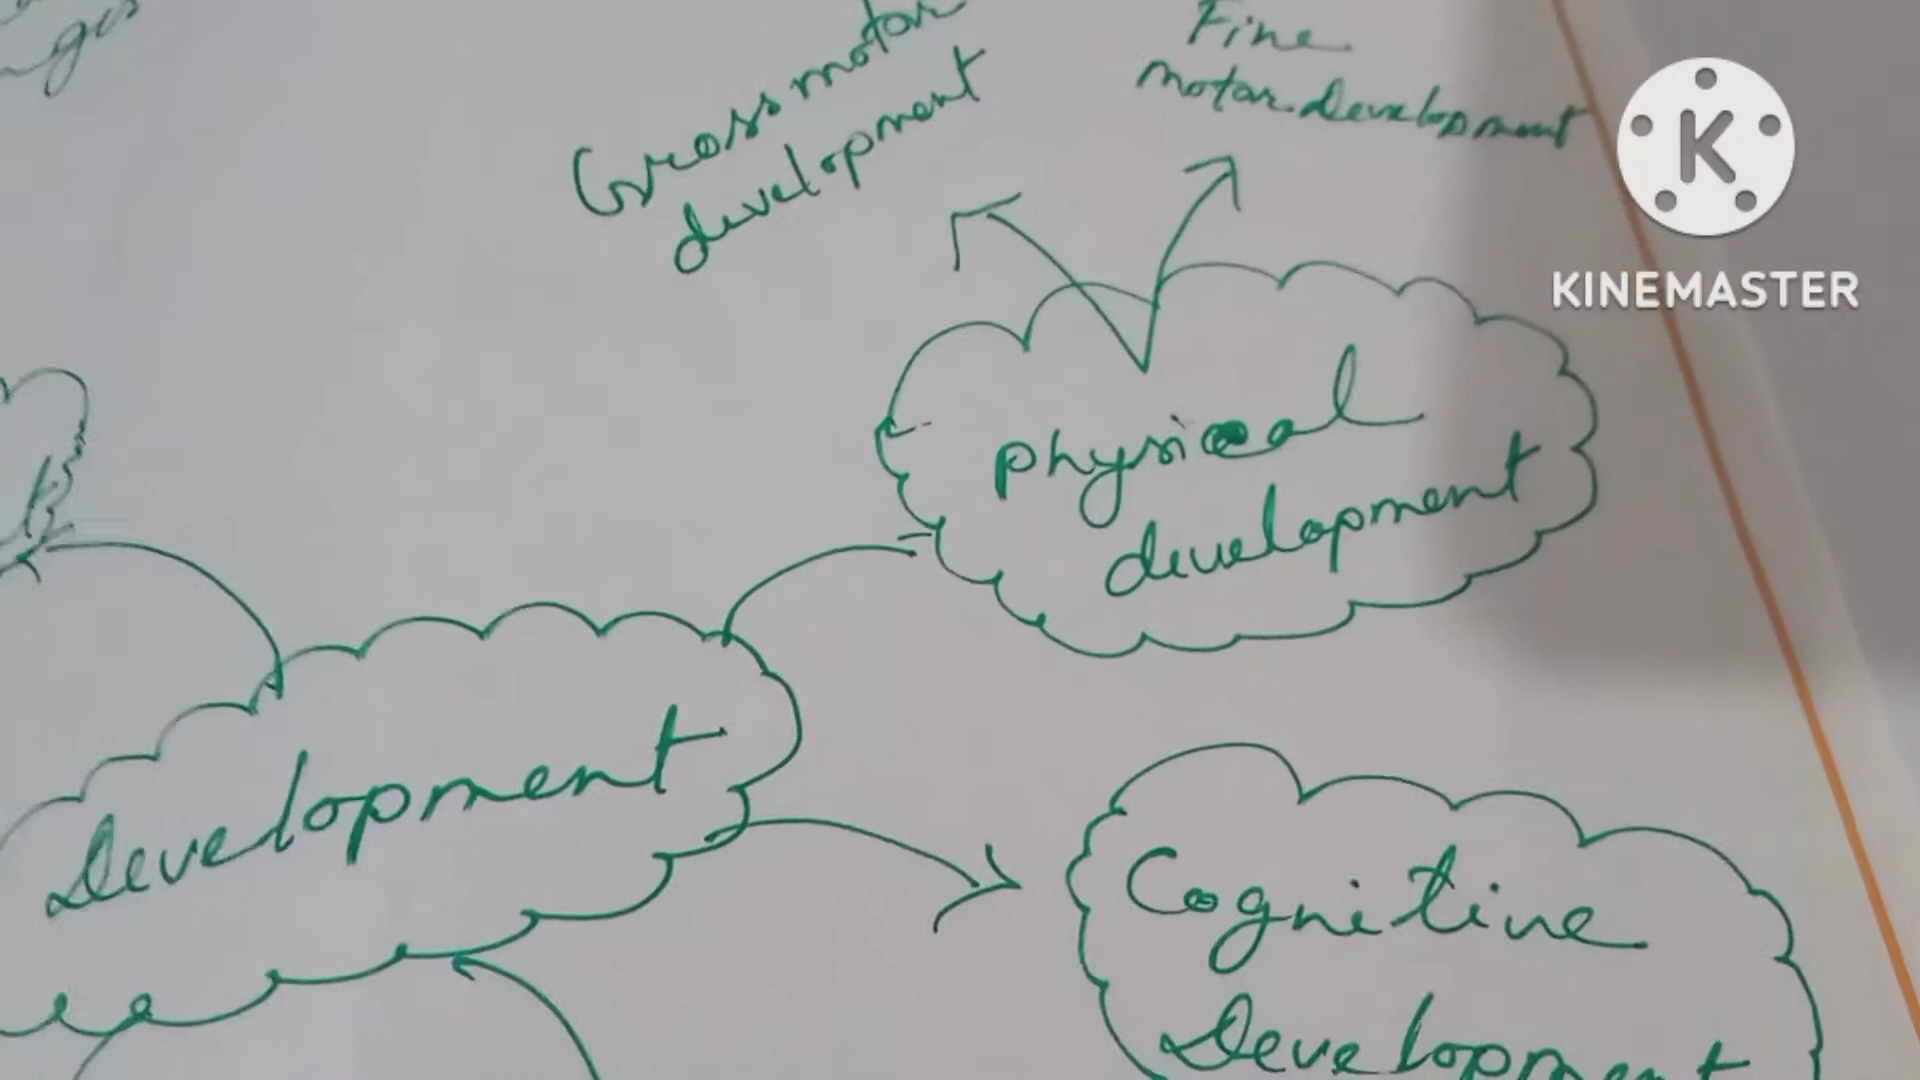 Gross motor
development
Fine
motor development
KINEMASTER
physical
development
Development
Cognitive
Development